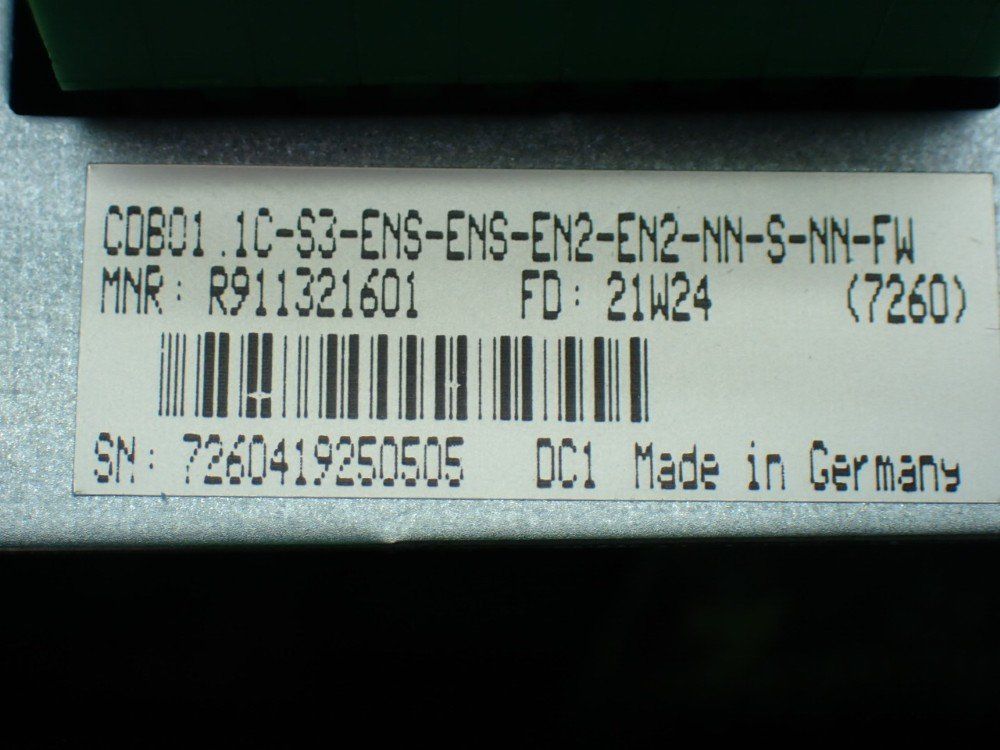 CDB01.1C-S3-ENS-ENS-EN2-EN2-NN-S-NN-FW
MNR: R911321601 FD: 21W24 (7260)
SN: 7260419250505 DC1 Made in Germany